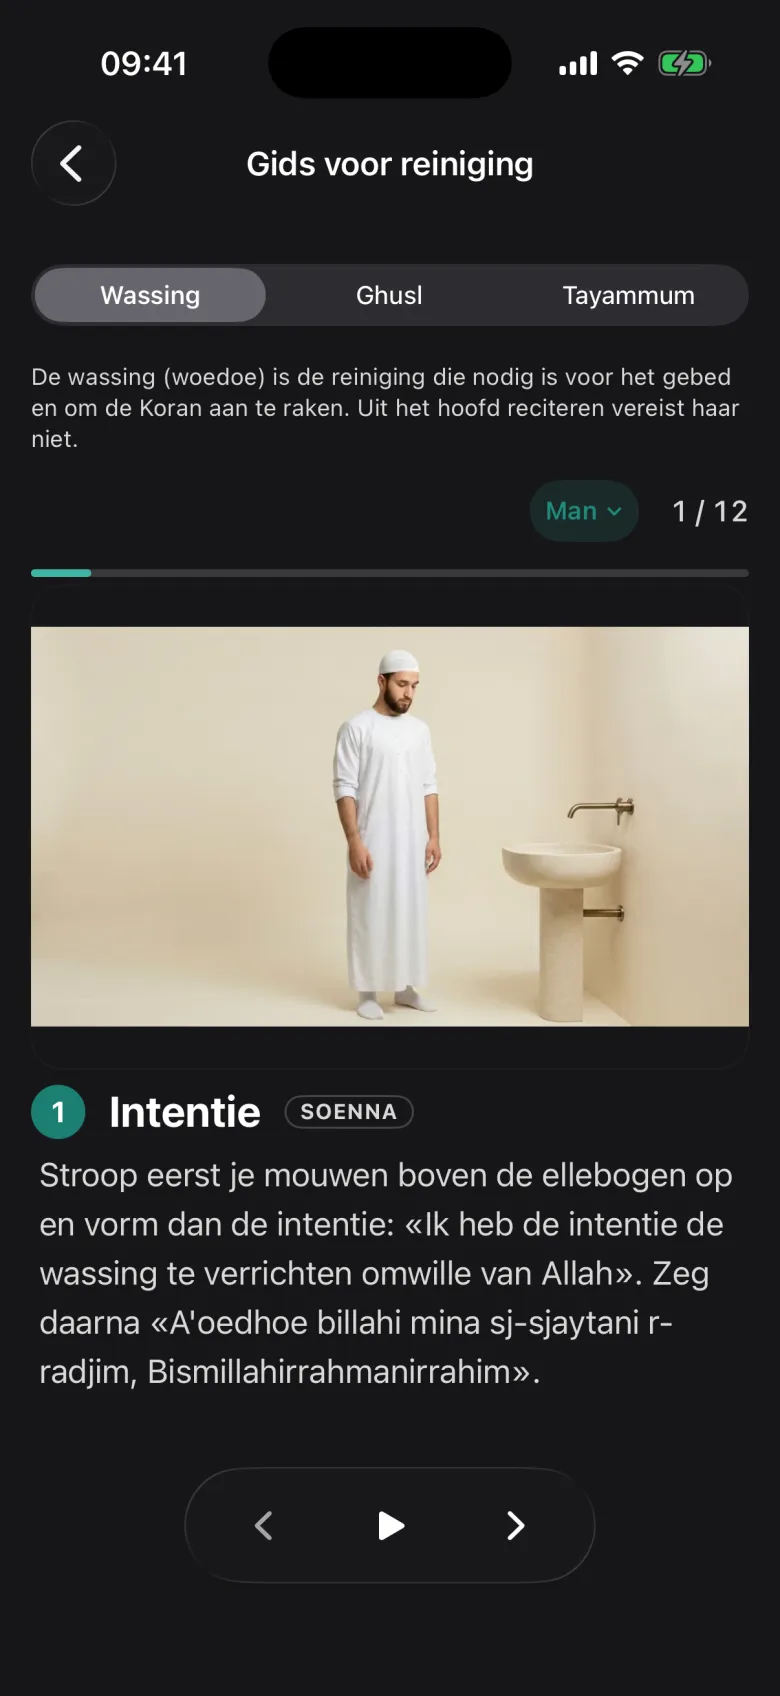 09:41
Gids voor reiniging
Wassing
Ghusl
Tayammum
De wassing (woedoe) is de reiniging die nodig is voor het gebed
en om de Koran aan te raken. Uit het hoofd reciteren vereist haar
niet.
Man
1 / 12
1 Intentie SOENNA
Stroop eerst je mouwen boven de ellebogen op
en vorm dan de intentie: «Ik heb de intentie de
wassing te verrichten omwille van Allah». Zeg
daarna «A'oedhoe billahi mina sj-sjaytani r-
radjim, Bismillahirrahmanirrahim».